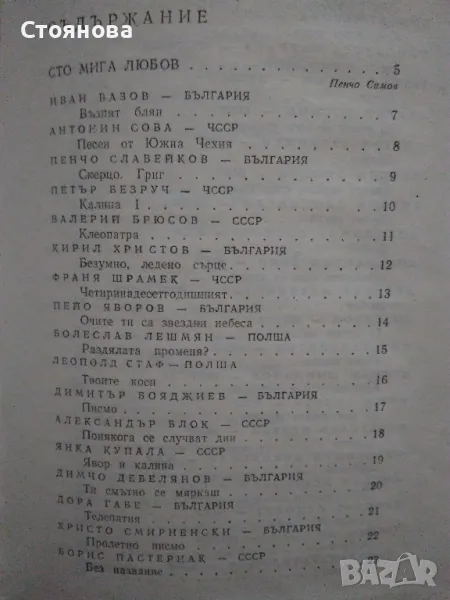 Стоянова
СЪДЪРЖАНИЕ
СТО МИГА ЛЮБОВ . . . . . . . . . . . . 5
Пенчо Симов
ИВАН ВАЗОВ — БЪЛГАРИЯ
Възпит блян . . . . . . . . . . . . 7
АНТОНИН СОВА — ЧССР
Песен от Южна Чехия . . . . . . . . 8
ПЕНЧО СЛАВЕЙКОВ — БЪЛГАРИЯ
Скерцо. Григ . . . . . . . . . . . . 9
ПЕТЪР БЕЗРУЧ — ЧССР
Калина I . . . . . . . . . . . . 10
ВАЛЕРИЙ БРЮСОВ — СССР
Клеопатра . . . . . . . . . . . . 11
КИРИЛ ХРИСТОВ — БЪЛГАРИЯ
Безумно, ледено сърце . . . . . . . . 12
ФРАНЯ ШРАМЕК — ЧССР
Четиринадесетгодишният . . . . . . . . 13
ПЕЙО ЯВОРОВ — БЪЛГАРИЯ
Очите ти са звездни небеса . . . . . . 14
БОЛЕСЛАВ ЛЕШМЯН — ПОЛША
Раздялата променя? . . . . . . . . 15
ЛЕОПОЛД СТАФ — ПОЛША
Твоите коси . . . . . . . . . . . . 16
ДИМИТЪР БОЯДЖИЕВ — БЪЛГАРИЯ
Писмо . . . . . . . . . . . . 17
АЛЕКСАНДЪР БЛОК — СССР
Понякога се случват дни . . . . . . . . 18
ЯНКА КУПАЛА — СССР
Явор и калина . . . . . . . . . . . . 19
ДИМЧО ДЕБЕЛЯНОВ — БЪЛГАРИЯ
Ти смътно се мяркаш . . . . . . . . 20
ДОРА ГАБЕ — БЪЛГАРИЯ
Телепатия . . . . . . . . . . . . 21
ХРИСТО СМИРНЕНСКИ — БЪЛГАРИЯ
Пролетно писмо . . . . . . . . . . . . 22
БОРИС ПАСТЕРНАК — СССР
Без название . . . . . . . . . . . . 23
BAZAR